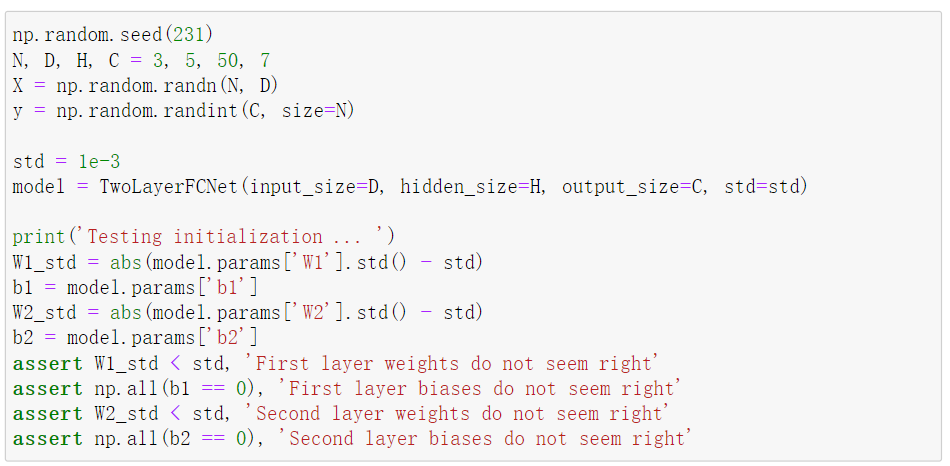 np.random.seed(231)
N, D, H, C = 3, 5, 50, 7
X = np.random.randn(N, D)
y = np.random.randint(C, size=N)
std = 1e-3
model = TwoLayerFCNet(input_size=D, hidden_size=H, output_size=C, std=std)
print('Testing initialization ... ')
W1_std = abs(model.params['W1'].std() - std)
b1 = model.params['b1']
W2_std = abs(model.params['W2'].std() - std)
b2 = model.params['b2']
assert W1_std < std, 'First layer weights do not seem right'
assert np.all(b1 == 0), 'First layer biases do not seem right'
assert W2_std < std, 'Second layer weights do not seem right'
assert np.all(b2 == 0), 'Second layer biases do not seem right'